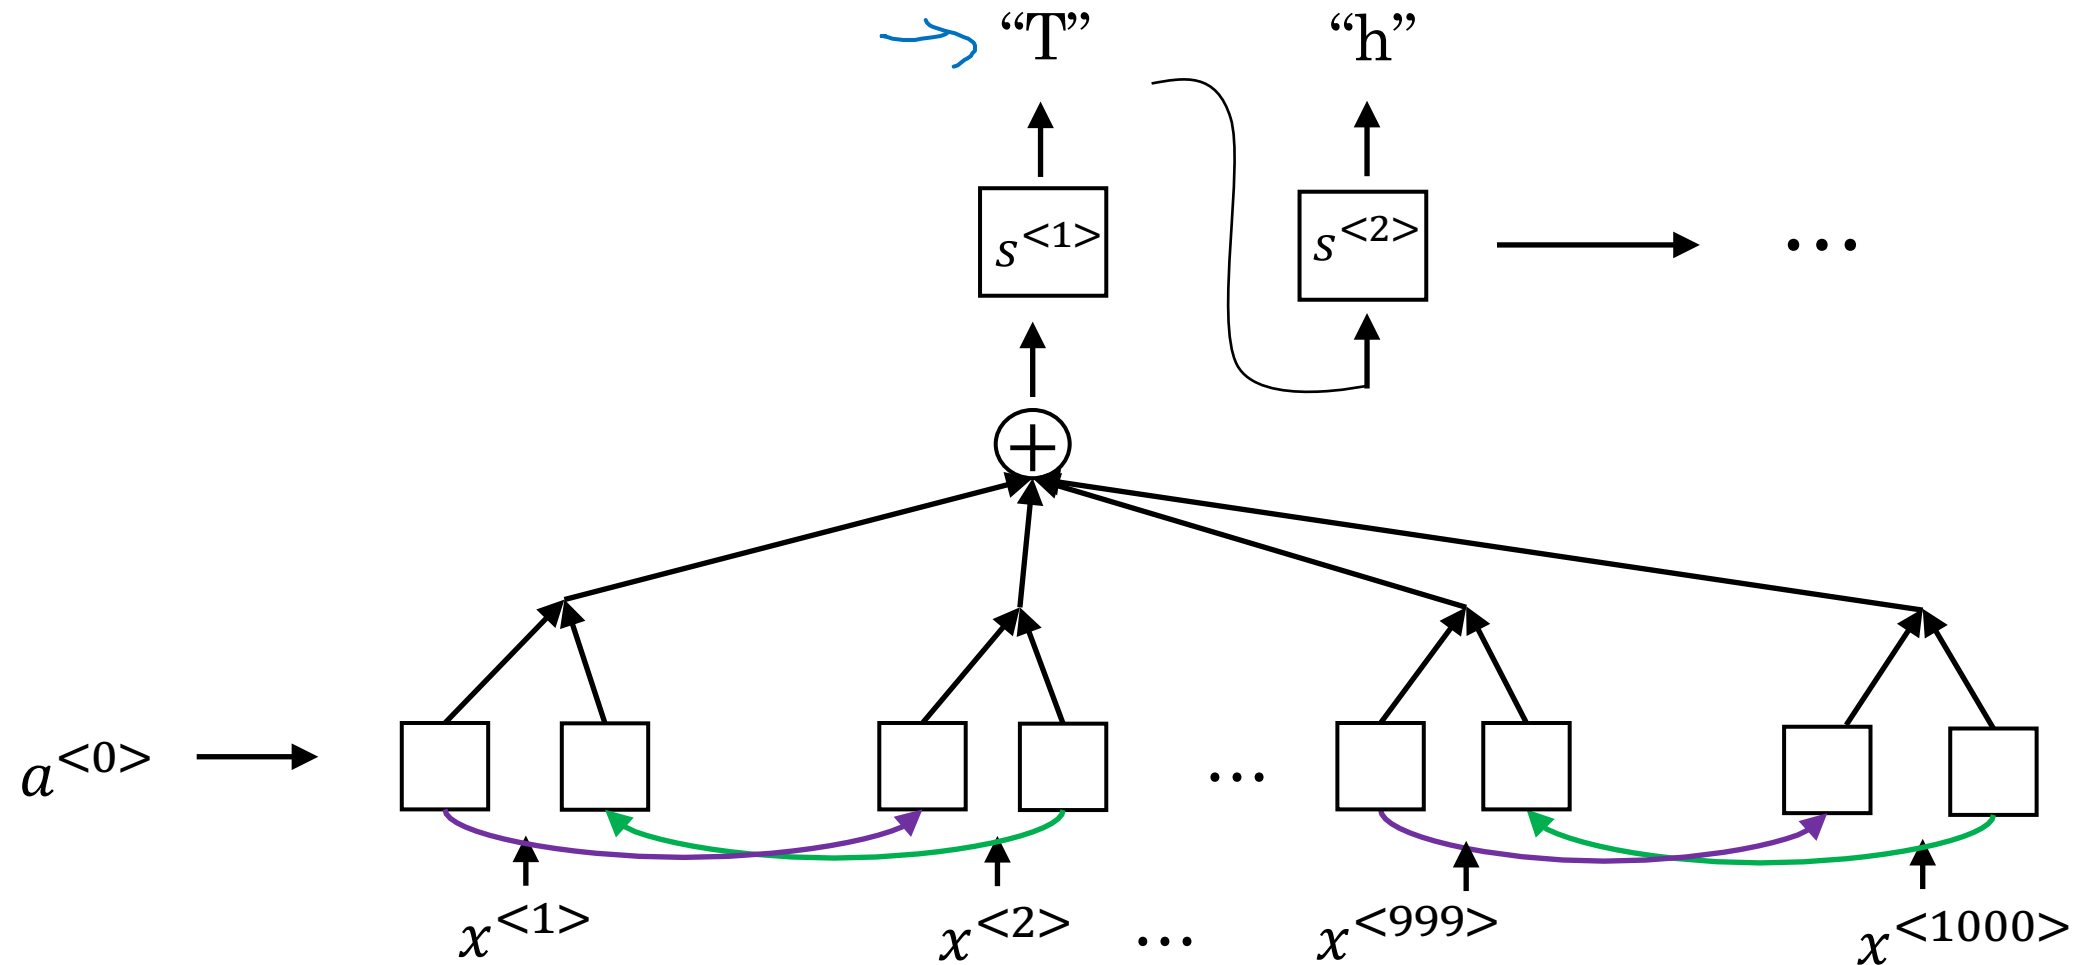 “T” “h”
s<1> s<2> ...
+
a<0> ...
x<1> x<2> ... x<999> x<1000>